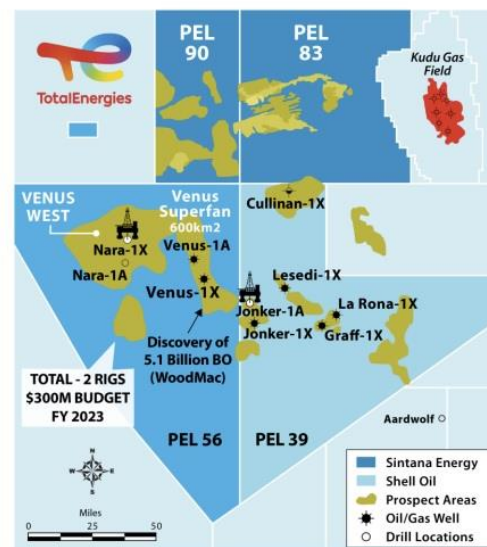 TotalEnergies
PEL
90
PEL
83
Kudu Gas
Field
VENUS
WEST
Venus
Superfan
600km2
Cullinan-1X
Nara-1X
Venus-1A
Nara-1A
Venus-1X
Lesedi-1X
Jonker-1A
La Rona-1X
Jonker-1X
Graff-1X
Discovery of
5.1 Billion BO
(WoodMac)
TOTAL - 2 RIGS
$300M BUDGET
FY 2023
PEL 56
PEL 39
Aardwolf
N
W
E
S
Miles
0
25
50
Sintana Energy
Shell Oil
Prospect Areas
Oil/Gas Well
Drill Locations